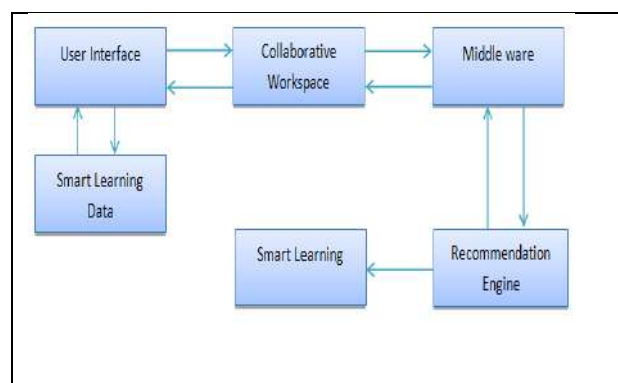 User Interface
Collaborative
Workspace
Middle ware
Smart Learning
Data
Smart Learning
Recommendation
Engine